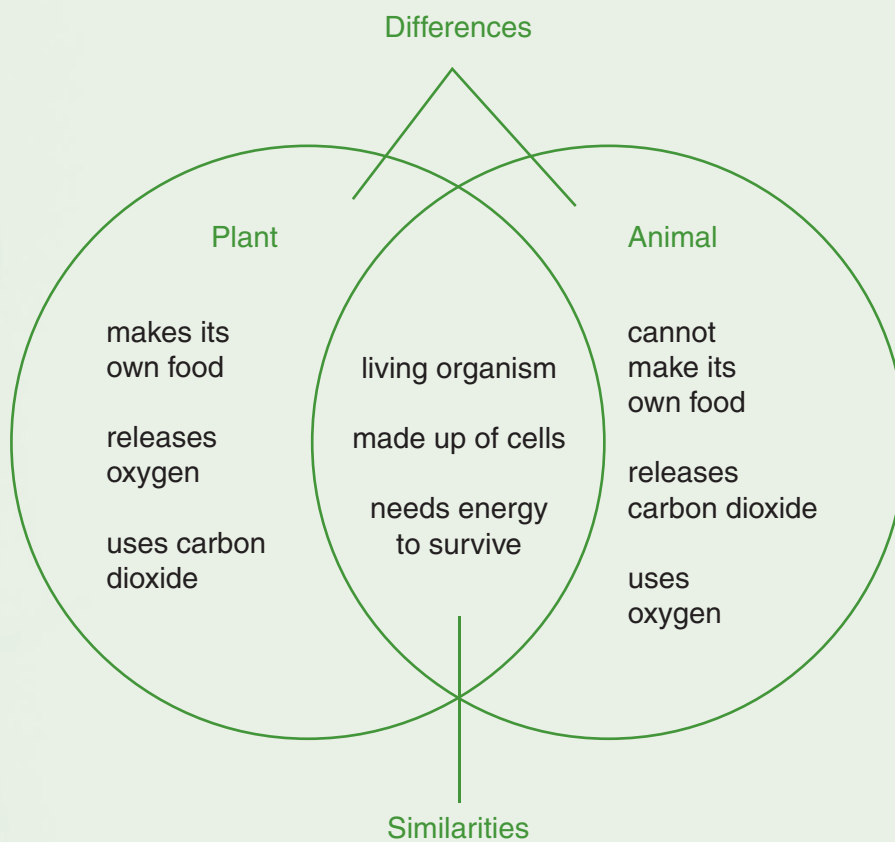 Differences
Plant
makes its
own food
releases
oxygen
uses carbon
dioxide
living organism
made up of cells
needs energy
to survive
Animal
cannot
make its
own food
releases
carbon dioxide
uses
oxygen
Similarities